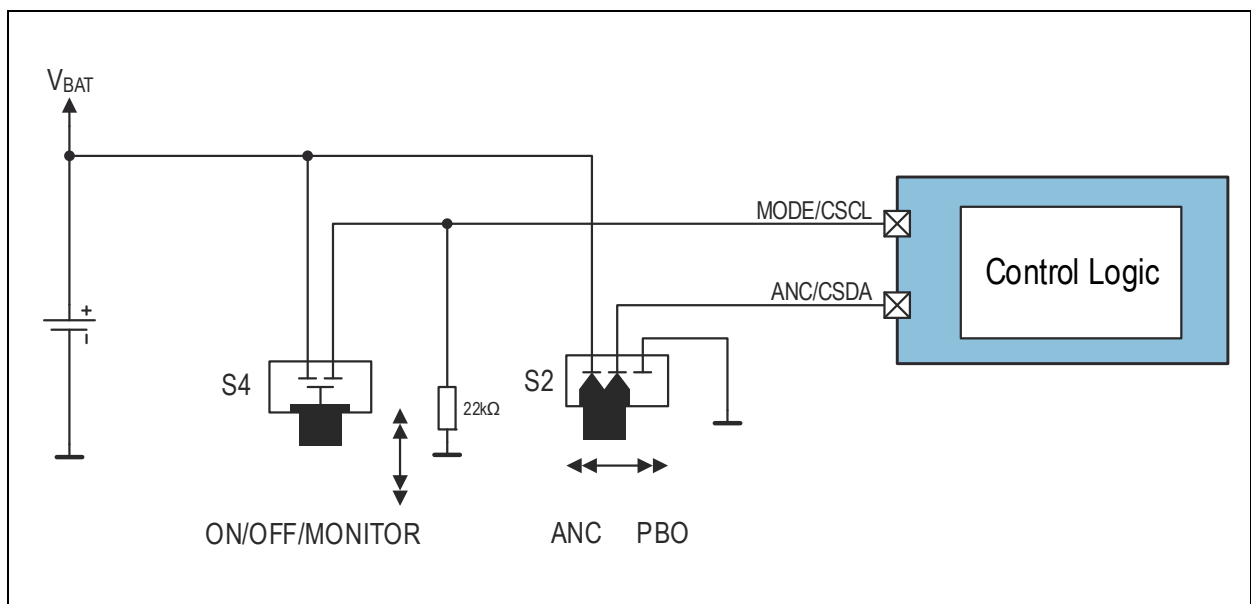 VBAT
MODE/CSCL
Control Logic
ANC/CSDA
+
S4
S2
22kΩ
ON/OFF/MONITOR
ANC PBO